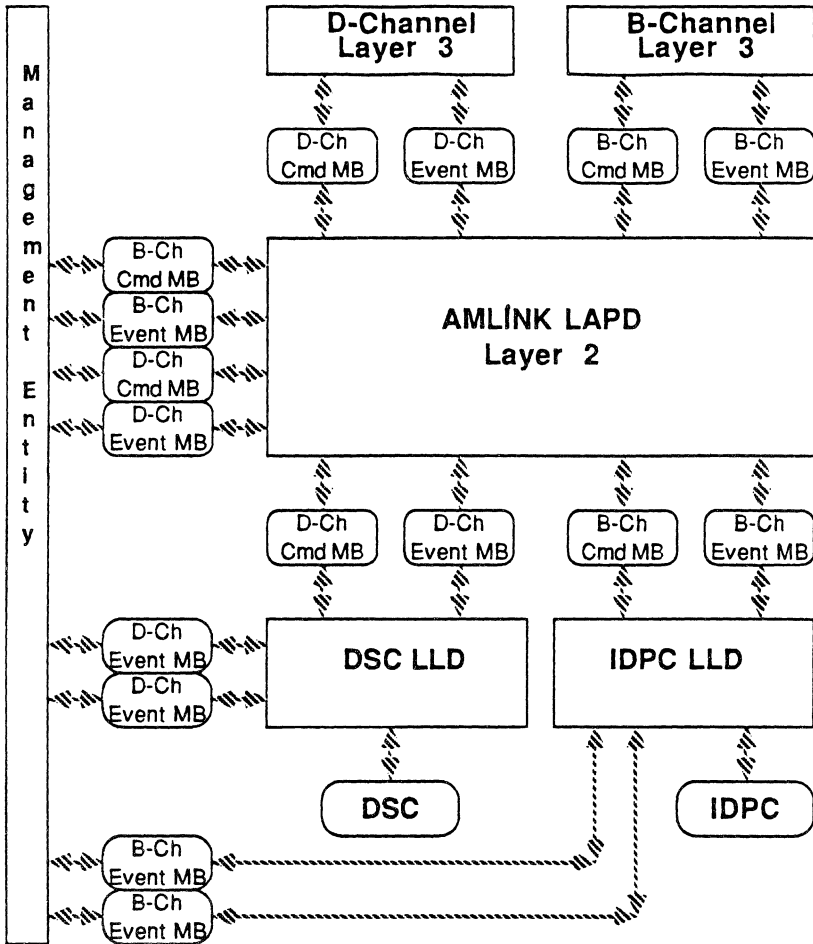 Management Entity
D-Channel
Layer 3
B-Channel
Layer 3
D-Ch
Cmd MB
D-Ch
Event MB
B-Ch
Cmd MB
B-Ch
Event MB
B-Ch
Cmd MB
B-Ch
Event MB
D-Ch
Cmd MB
D-Ch
Event MB
AMLINK LAPD
Layer 2
D-Ch
Cmd MB
D-Ch
Event MB
B-Ch
Cmd MB
B-Ch
Event MB
D-Ch
Event MB
D-Ch
Event MB
DSC LLD
IDPC LLD
DSC
IDPC
B-Ch
Event MB
B-Ch
Event MB